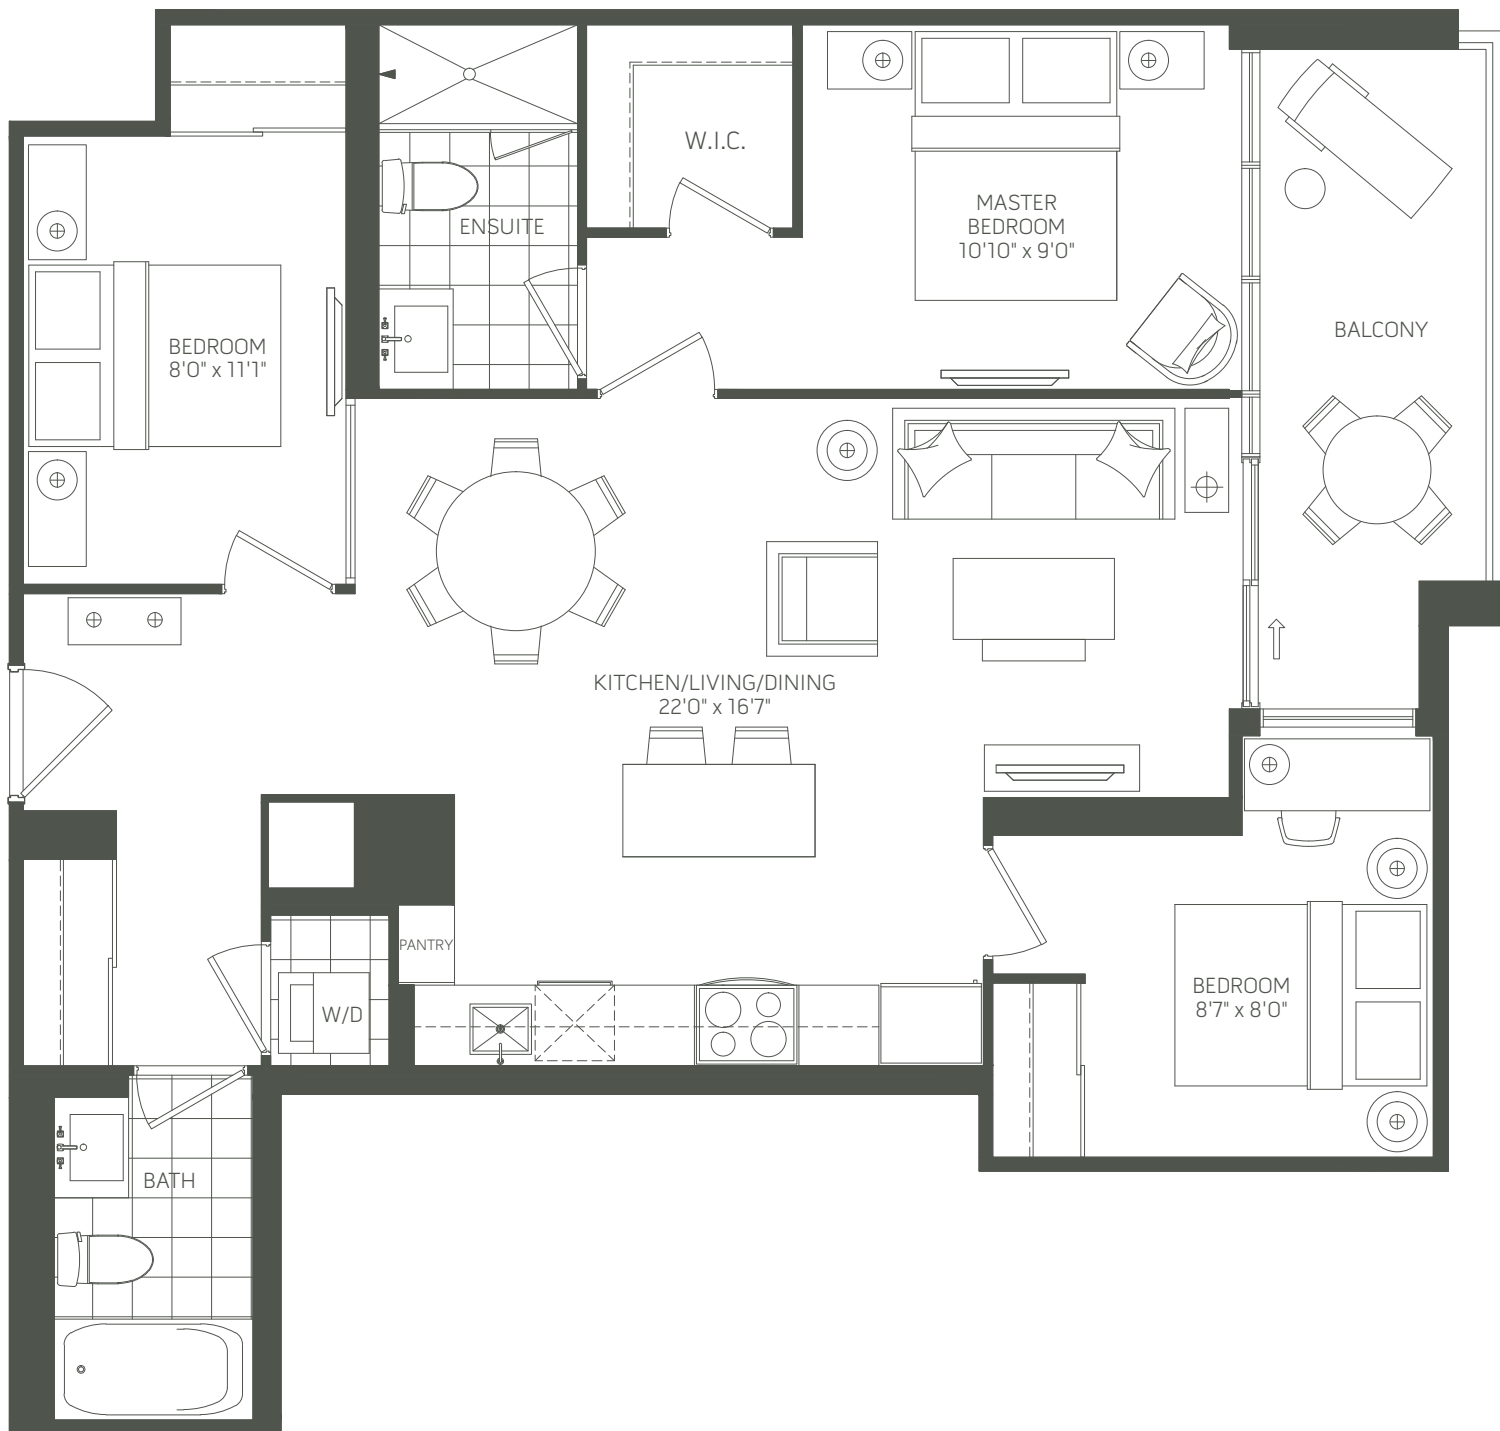 W.I.C.
MASTER
BEDROOM
10'10" x 9'0"
ENSUITE
BEDROOM
8'0" x 11'1"
BALCONY
KITCHEN/LIVING/DINING
22'0" x 16'7"
PANTRY
W/D
BEDROOM
8'7" x 8'0"
BATH